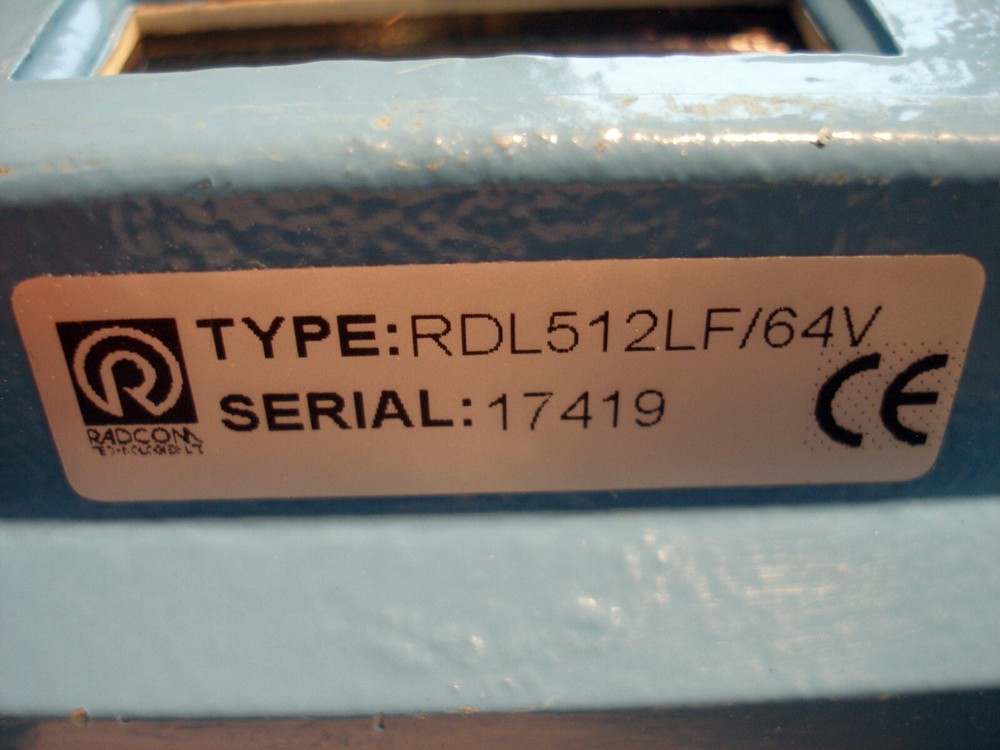 TYPE: RDL512LF/64V
SERIAL: 17419
CE
R
RADCOM